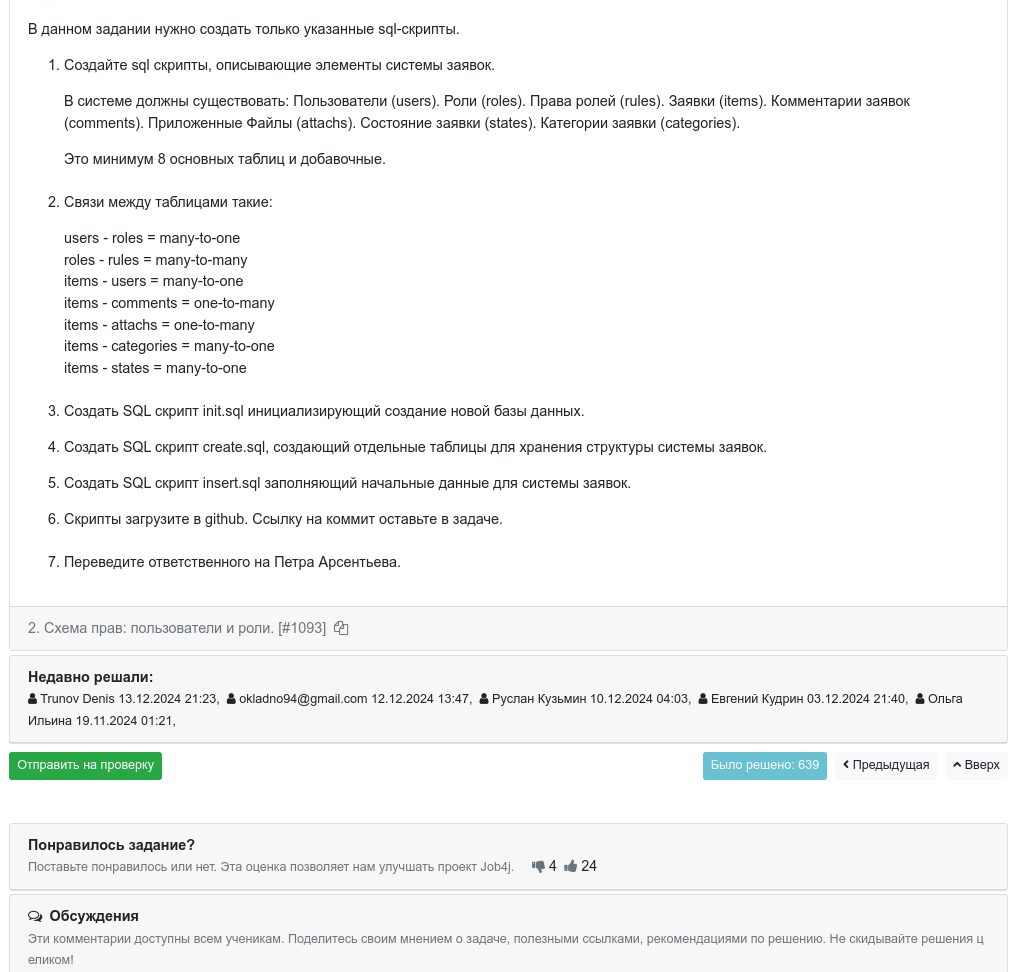 В данном задании нужно создать только указанные sql-скрипты.
1. Создайте sql скрипты, описывающие элементы системы заявок.
В системе должны существовать: Пользователи (users). Роли (roles). Права ролей (rules). Заявки (items). Комментарии заявок
(comments). Приложенные Файлы (attachs). Состояние заявки (states). Категории заявки (categories).
Это минимум 8 основных таблиц и добавочные.
2. Связи между таблицами такие:
users - roles = many-to-one
roles - rules = many-to-many
items - users = many-to-one
items - comments = one-to-many
items - attachs = one-to-many
items - categories = many-to-one
items - states = many-to-one
3. Создать SQL скрипт init.sql инициализирующий создание новой базы данных.
4. Создать SQL скрипт create.sql, создающий отдельные таблицы для хранения структуры системы заявок.
5. Создать SQL скрипт insert.sql заполняющий начальные данные для системы заявок.
6. Скрипты загрузите в github. Ссылку на коммит оставьте в задаче.
7. Переведите ответственного на Петра Арсентьева.
2. Схема прав: пользователи и роли. [#1093]
Недавно решали:
Trunov Denis 13.12.2024 21:23, okladno94@gmail.com 12.12.2024 13:47, Руслан Кузьмин 10.12.2024 04:03, Евгений Кудрин 03.12.2024 21:40, Ольга
Ильина 19.11.2024 01:21,
Отправить на проверку Было решено: 639 Предыдущая Вверх
Понравилось задание?
Поставьте понравилось или нет. Эта оценка позволяет нам улучшать проект Job4j. 4 24
Обсуждения
Эти комментарии доступны всем ученикам. Поделитесь своим мнением о задаче, полезными ссылками, рекомендациями по решению. Не скидывайте решения ц
еликом!